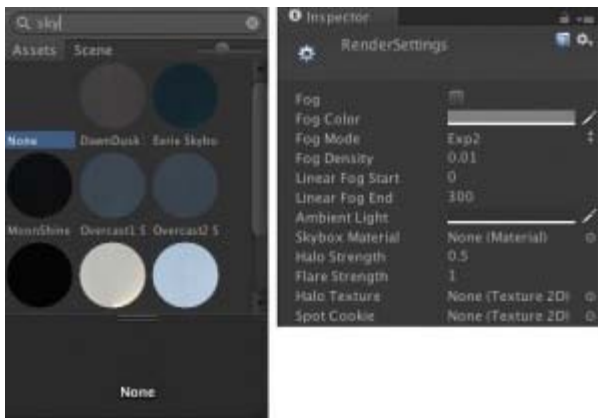 sky
Assets Scene
None DawnDusk Eerie Skybo
MoonShine Overcast1 S Overcast2 S
None
Inspector
RenderSettings
Fog
Fog Color
Fog Mode Exp2
Fog Density 0.01
Linear Fog Start 0
Linear Fog End 300
Ambient Light
Skybox Material None (Material)
Halo Strength 0.5
Flare Strength 1
Halo Texture None (Texture 2D)
Spot Cookie None (Texture 2D)